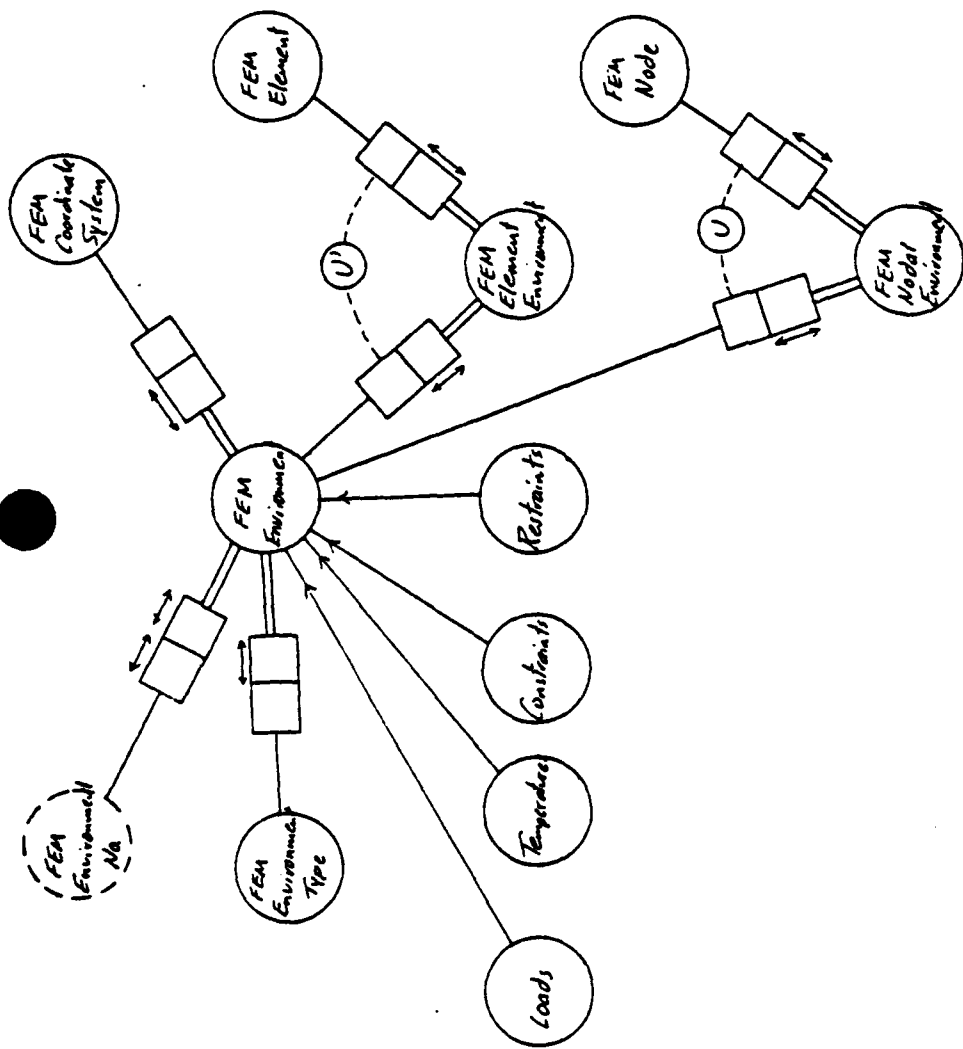 FEM
Environment
No
FEM
Coordinate
System
FEM
Element
FEM
Environment
Type
FEM
Environmen
U'
FEM
Element
Environment
FEM
Node
U
FEM
Nodal
Environment
Loads
Temperatures
Constraints
Restraints